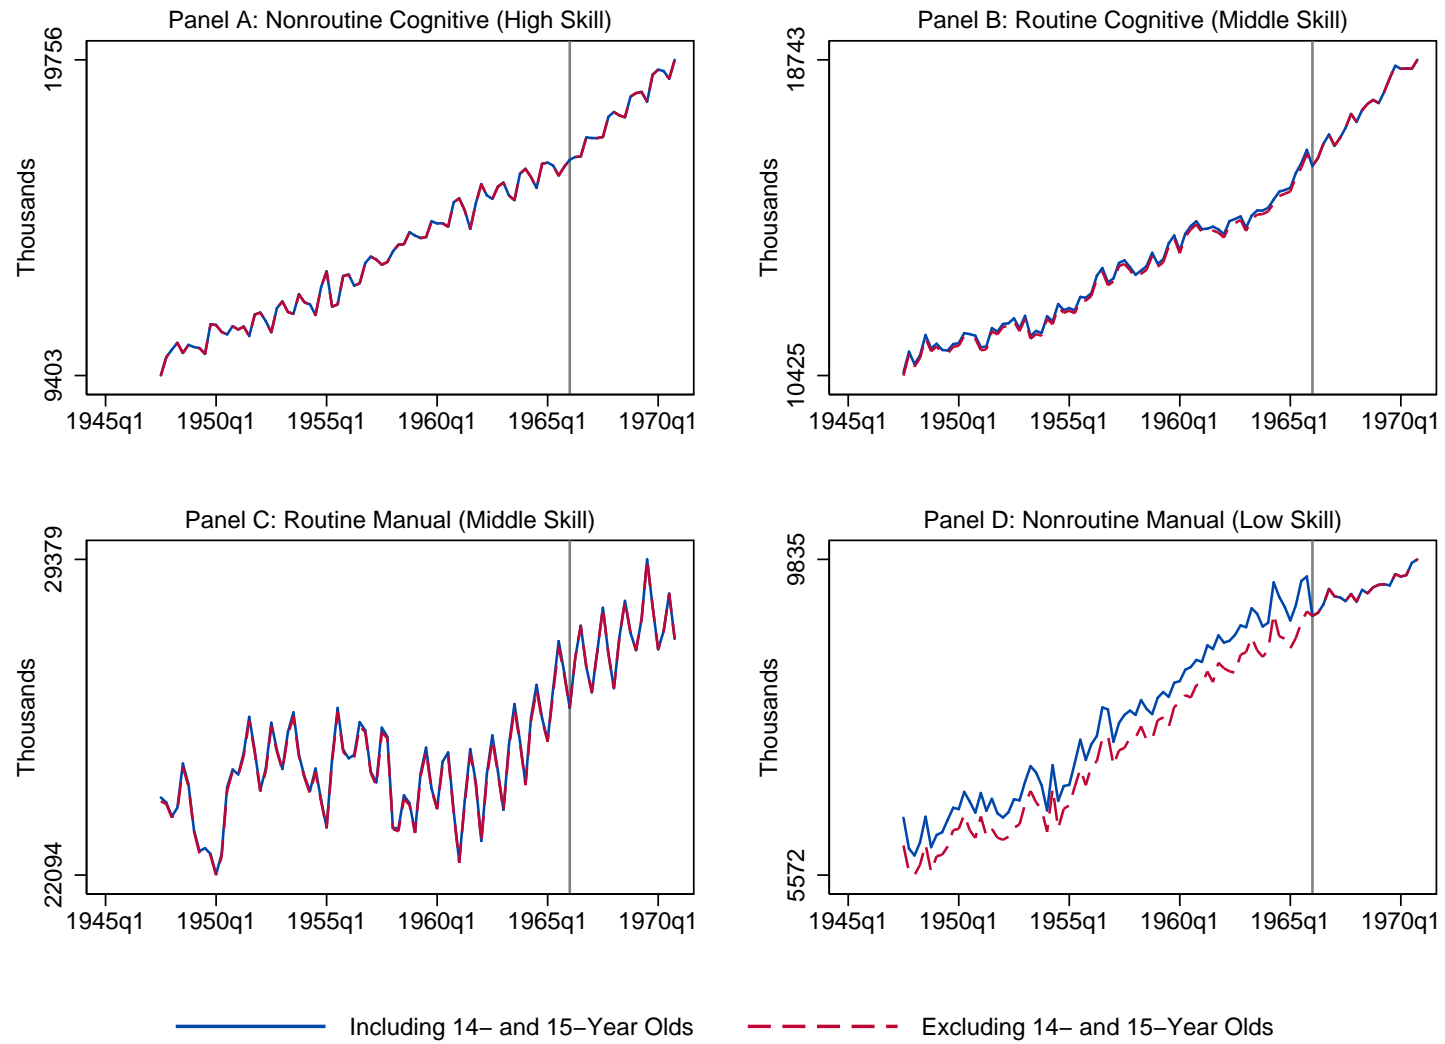 Panel A: Nonroutine Cognitive (High Skill)
19756
Thousands
9403
1945q1 1950q1 1955q1 1960q1 1965q1 1970q1
Panel B: Routine Cognitive (Middle Skill)
18743
Thousands
10425
1945q1 1950q1 1955q1 1960q1 1965q1 1970q1
Panel C: Routine Manual (Middle Skill)
29379
Thousands
22094
1945q1 1950q1 1955q1 1960q1 1965q1 1970q1
Panel D: Nonroutine Manual (Low Skill)
9835
Thousands
5572
1945q1 1950q1 1955q1 1960q1 1965q1 1970q1
Including 14− and 15−Year Olds
Excluding 14− and 15−Year Olds